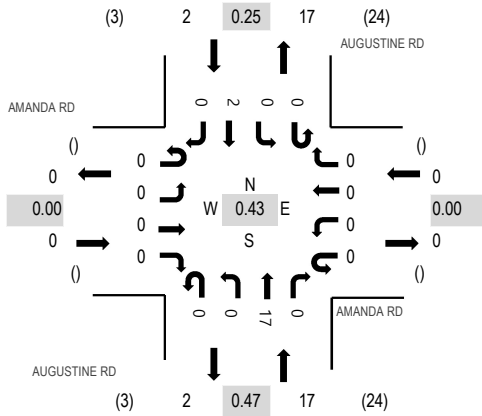 (3) 2 0.25 17 (24)
AUGUSTINE RD
AMANDA RD
0 2 0 0
() ()
0 0 0 0
0 0
0.00 N 0.00
W 0.43 E
0 0
0 S 0
0 0
() ()
0 0 17 0
AMANDA RD
AUGUSTINE RD
(3) 2 0.47 17 (24)